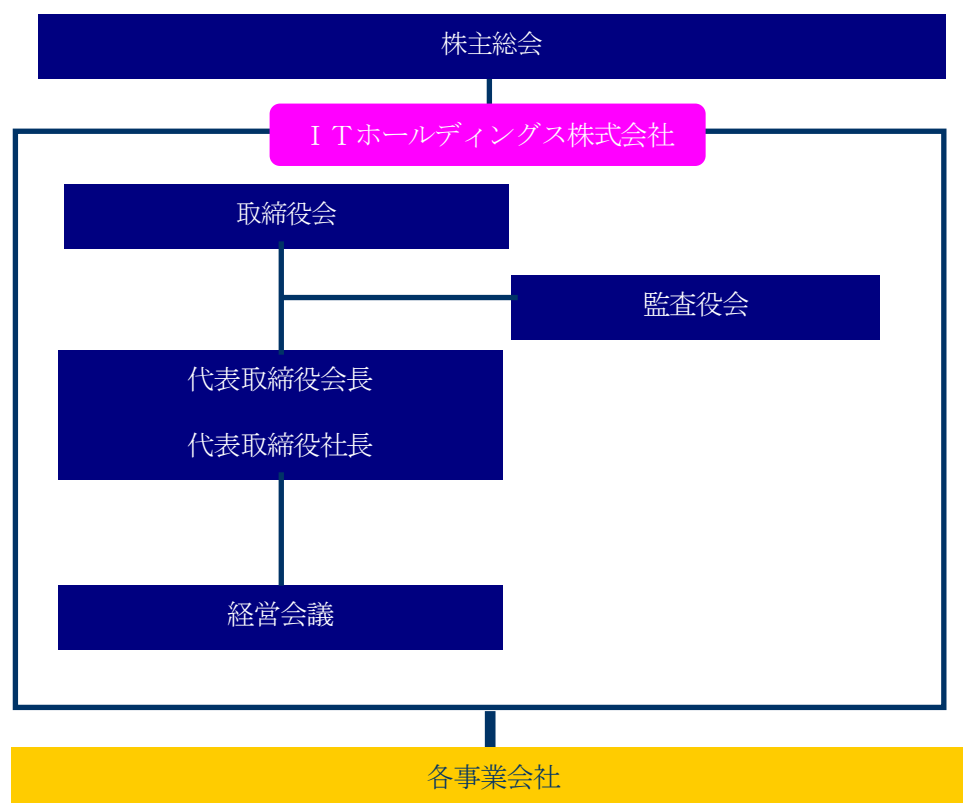 株主総会
ＩＴホールディングス株式会社
取締役会
監査役会
代表取締役会長
代表取締役社長
経営会議
各事業会社